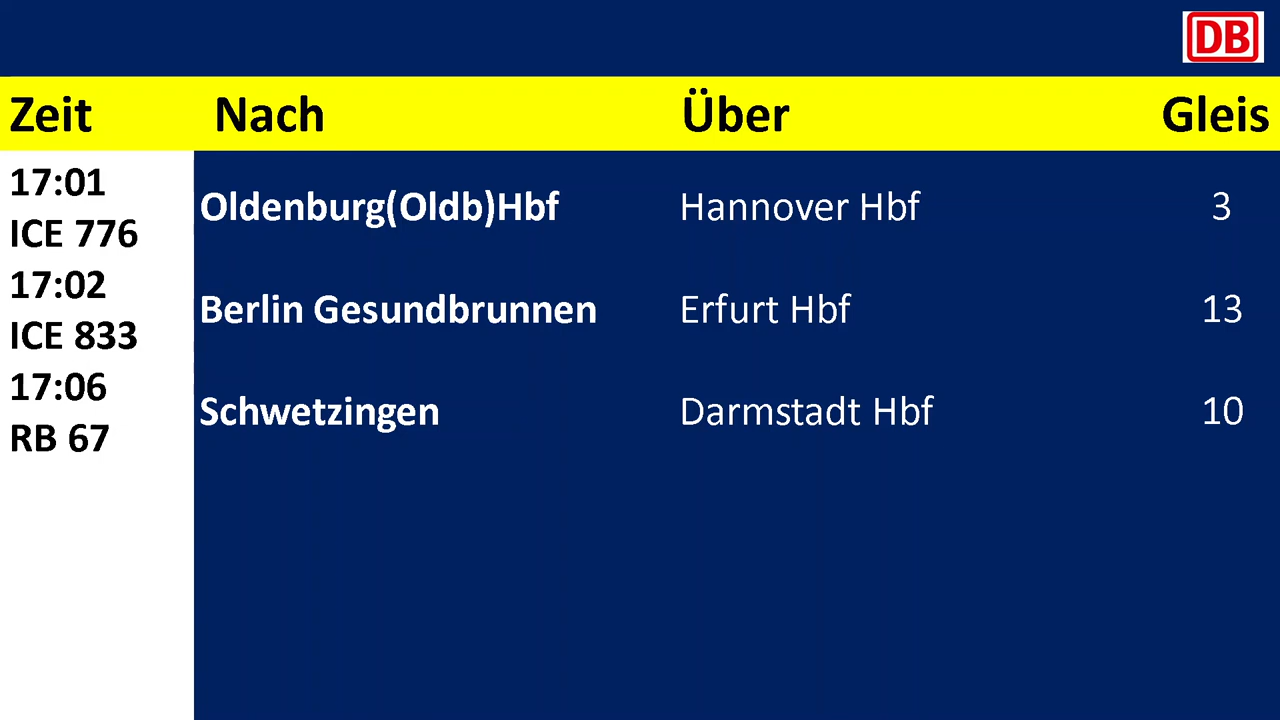 DB
Zeit Nach Über Gleis
17:01
ICE 776 Oldenburg(Oldb)Hbf Hannover Hbf 3
17:02
ICE 833 Berlin Gesundbrunnen Erfurt Hbf 13
17:06
RB 67 Schwetzingen Darmstadt Hbf 10